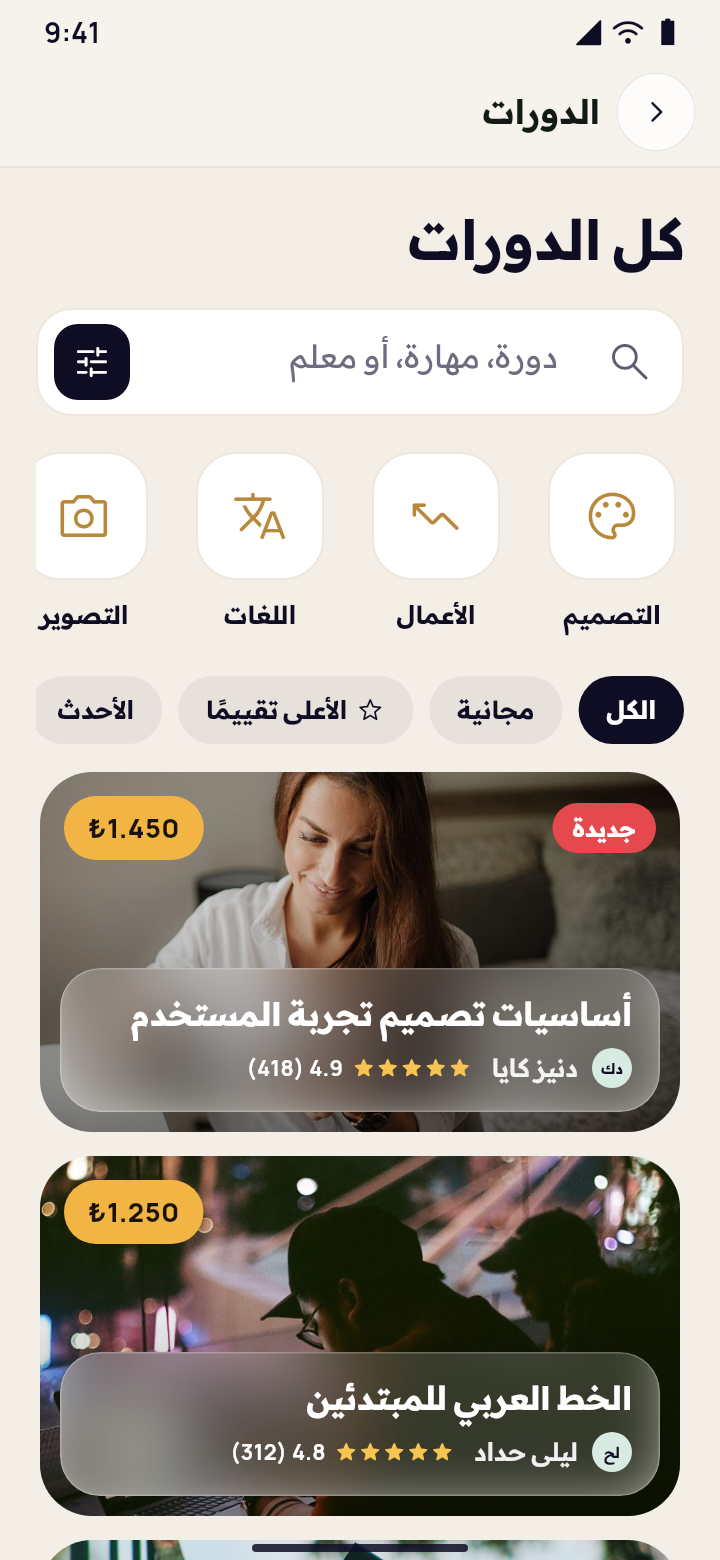 9:41
الدورات
كل الدورات
دورة، مهارة، أو معلم
التصميم
الأعمال
اللغات
التصوير
الكل
مجانية
الأعلى تقييمًا
الأحدث
جديدة
₺1.450
أساسيات تصميم تجربة المستخدم
دك دنيز كايا 4.9 (418)
₺1.250
الخط العربي للمبتدئين
لح ليلى حداد 4.8 (312)